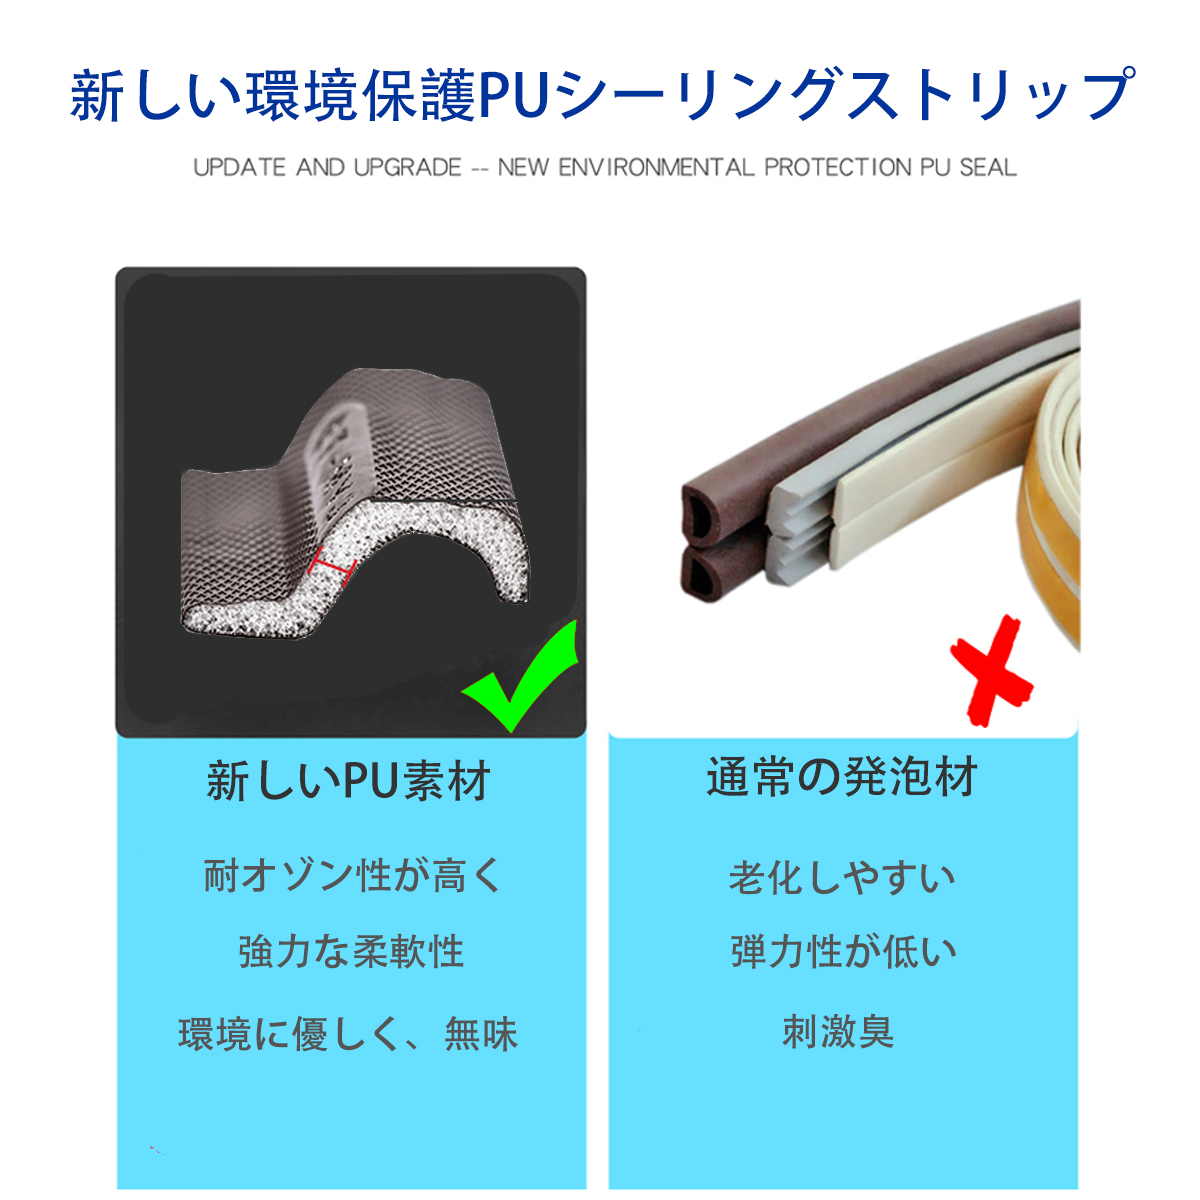 新しい環境保護PUシーリングストリップ
UPDATE AND UPGRADE -- NEW ENVIRONMENTAL PROTECTION PU SEAL
新しいPU素材
耐オゾン性が高く
強力な柔軟性
環境に優しく、無味
通常の発泡材
老化しやすい
弾力性が低い
刺激臭